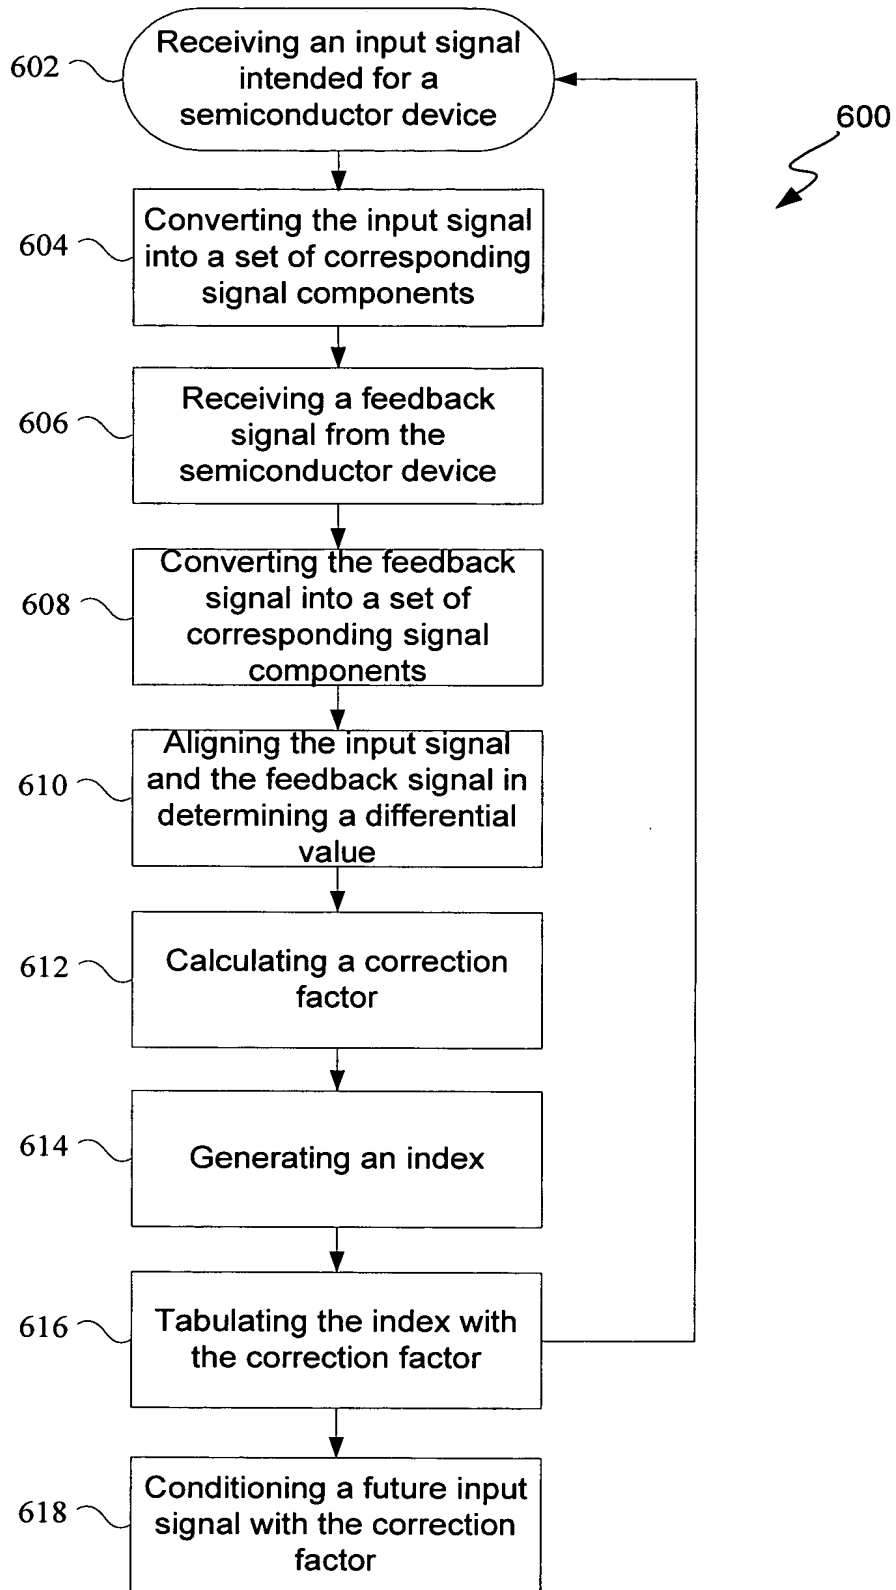 Receiving an input signal
intended for a
semiconductor device
602
600
Converting the input signal
into a set of corresponding
signal components
604
Receiving a feedback
signal from the
semiconductor device
606
Converting the feedback
signal into a set of
corresponding signal
components
608
Aligning the input signal
and the feedback signal in
determining a differential
value
610
Calculating a correction
factor
612
Generating an index
614
Tabulating the index with
the correction factor
616
Conditioning a future input
signal with the correction
factor
618